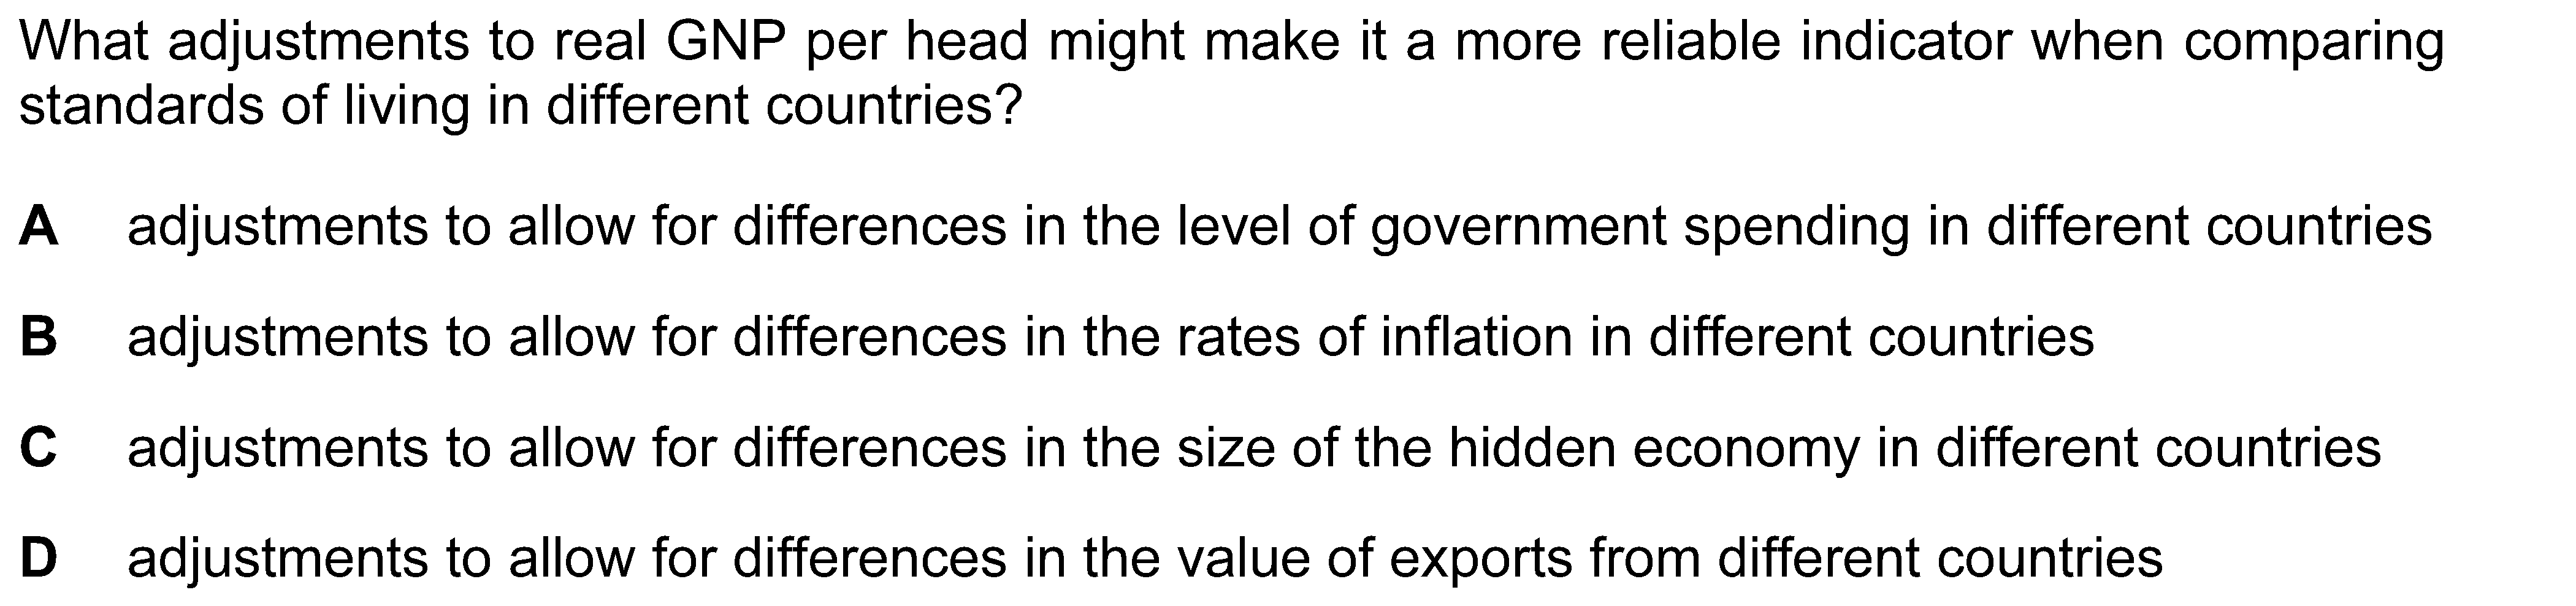 What adjustments to real GNP per head might make it a more reliable indicator when comparing
standards of living in different countries?
A adjustments to allow for differences in the level of government spending in different countries
B adjustments to allow for differences in the rates of inflation in different countries
C adjustments to allow for differences in the size of the hidden economy in different countries
D adjustments to allow for differences in the value of exports from different countries